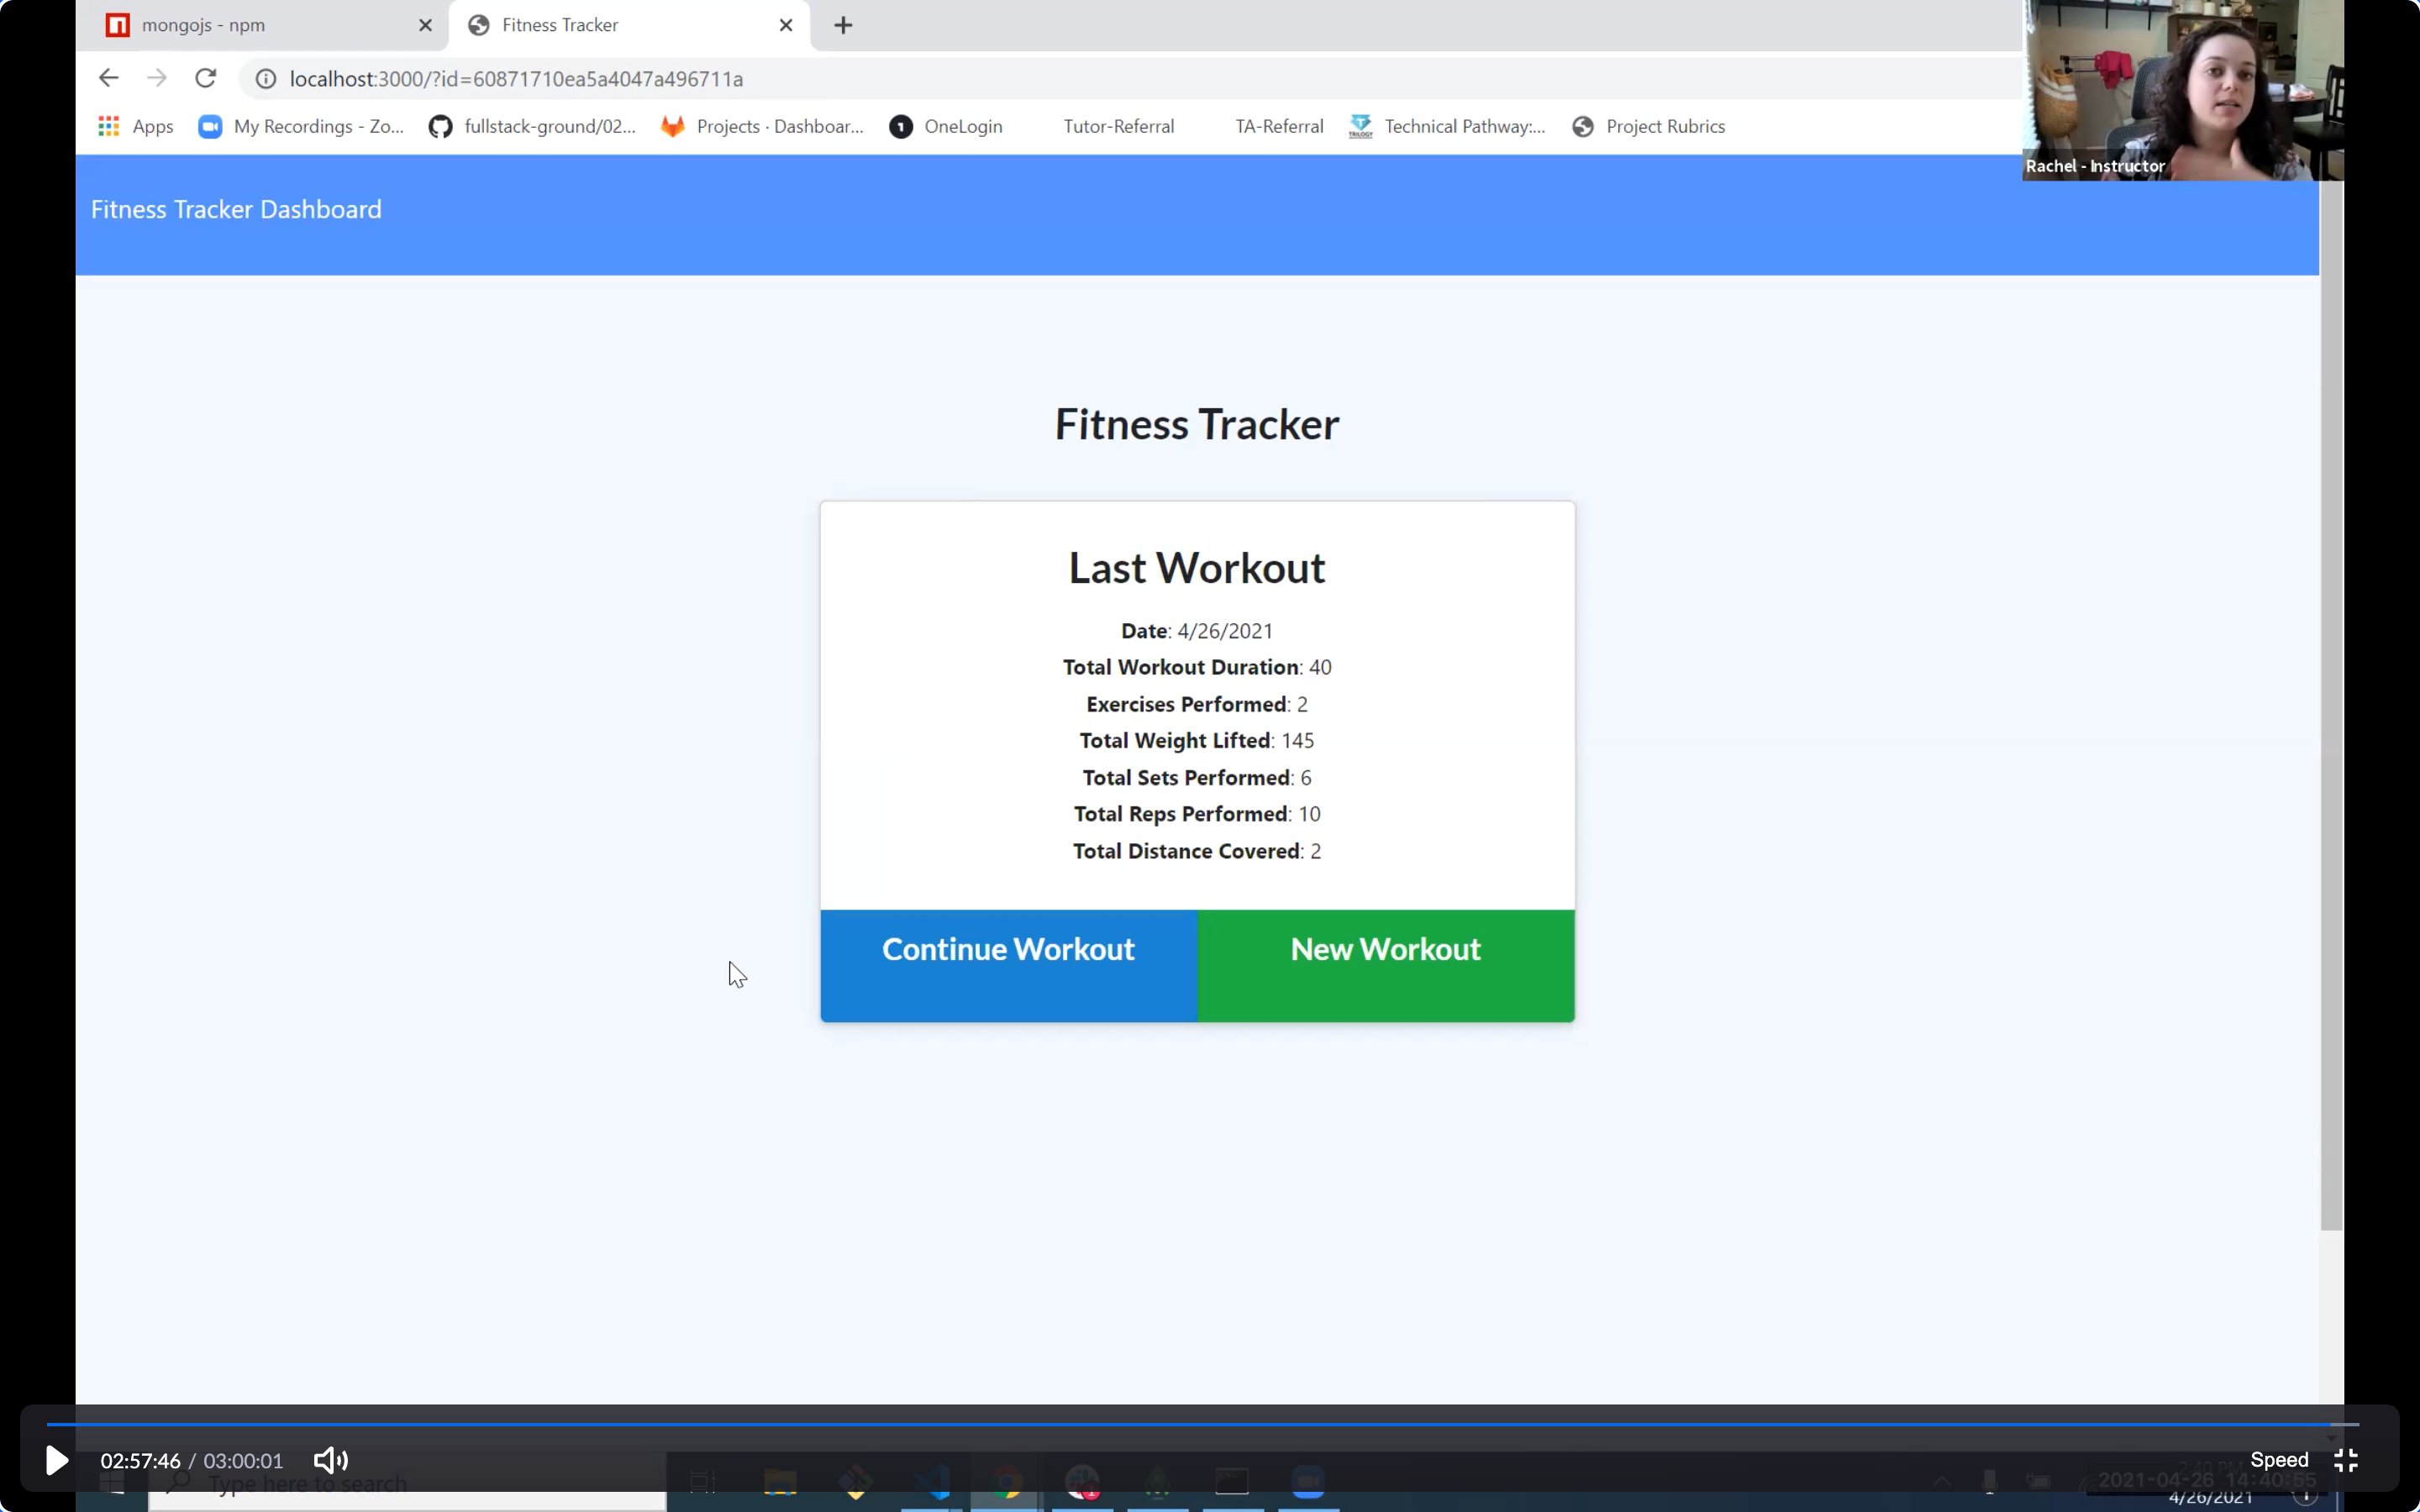 mongojs - npm
Fitness Tracker
localhost:3000/?id=60871710ea5a4047a496711a
Apps My Recordings - Zo... fullstack-ground/02... Projects · Dashboar... OneLogin Tutor-Referral TA-Referral Technical Pathway:... Project Rubrics
Rachel - Instructor
Fitness Tracker Dashboard
Fitness Tracker
Last Workout
Date: 4/26/2021
Total Workout Duration: 40
Exercises Performed: 2
Total Weight Lifted: 145
Total Sets Performed: 6
Total Reps Performed: 10
Total Distance Covered: 2
Continue Workout New Workout
02:57:46 / 03:00:01 Speed
Type here to search
2021-04-26 14:40:55
4/26/2021